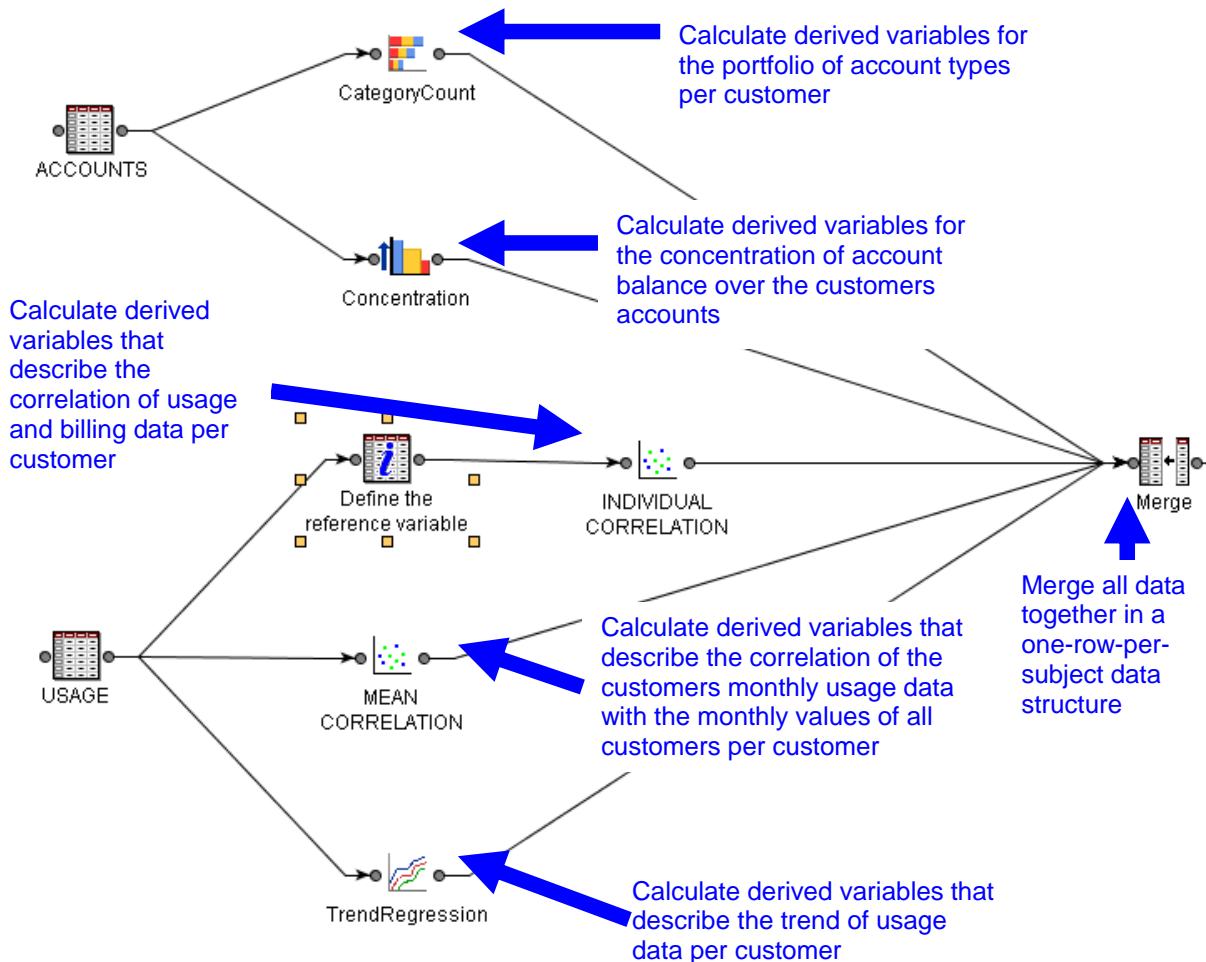 Calculate derived variables for
the portfolio of account types
per customer
CategoryCount
ACCOUNTS
Calculate derived variables for
the concentration of account
balance over the customers
accounts
Concentration
Calculate derived
variables that
describe the
correlation of usage
and billing data per
customer
Define the
reference variable
INDIVIDUAL
CORRELATION
Merge
Merge all data
together in a
one-row-per-
subject data
structure
USAGE
MEAN
CORRELATION
Calculate derived variables that
describe the correlation of the
customers monthly usage data
with the monthly values of all
customers per customer
TrendRegression
Calculate derived variables that
describe the trend of usage
data per customer